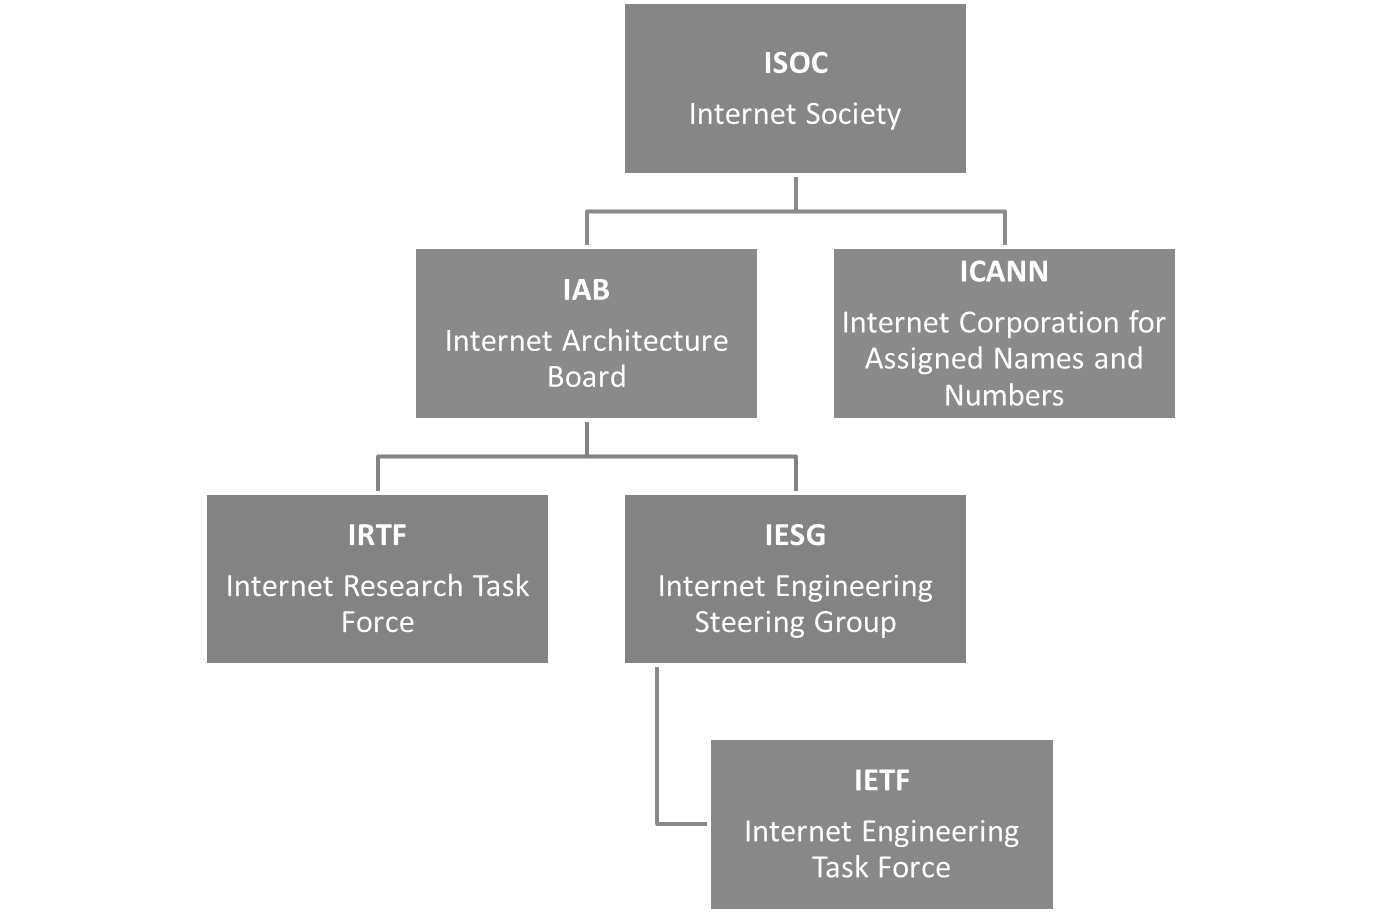 ISOC
Internet Society
IAB
Internet Architecture
Board
ICANN
Internet Corporation for
Assigned Names and
Numbers
IRTF
Internet Research Task
Force
IESG
Internet Engineering
Steering Group
IETF
Internet Engineering
Task Force